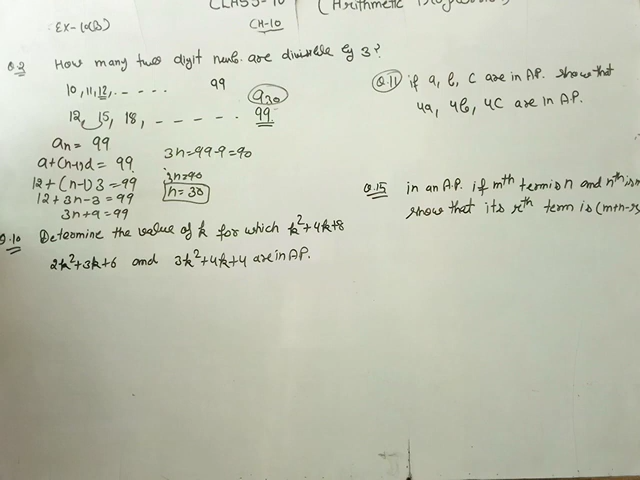 CLASS-10 (Arithmetic
EX-10(B) CH-10
Q.2 How many two digit numb. are divisible by 3?
10, 11, 12, - - - - 99
a30
12, 15, 18, - - - - - 99.
an = 99
a+(n-1)d = 99
12+(n-1)3=99
12+3n-3=99
3n+9=99
3n=99-9=90
3n=90
n=30
Q.10 Determine the value of k for which k²+4k+8
2k²+3k+6 and 3k²+4k+4 are in A.P.
Q.11 if a, b, c are in A.P. show that
4a, 4b, 4c are in A.P.
Q.15 in an A.P. if mth term is n and nth is m
show that its rth term is (m+n-r)